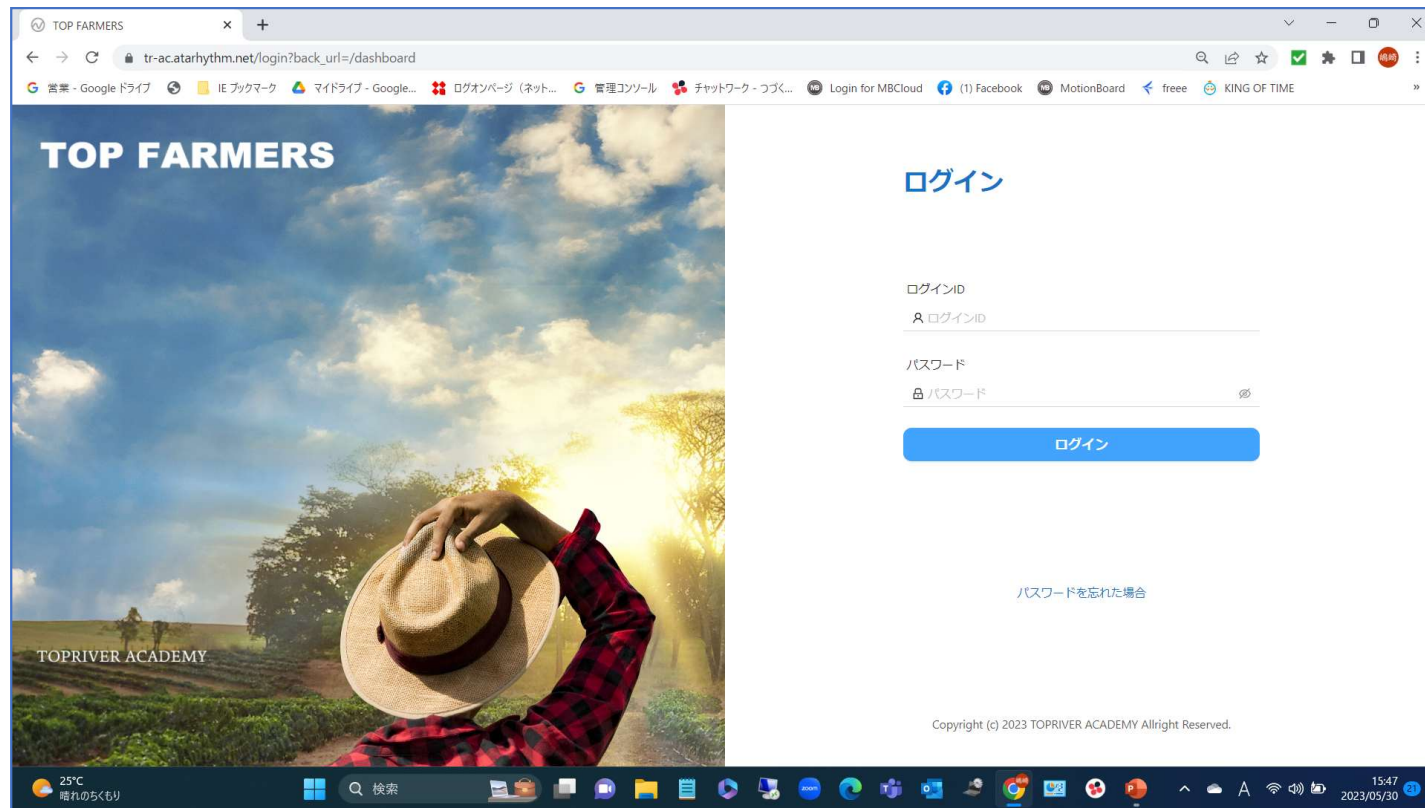 TOP FARMERS
tr-ac.atarhythm.net/login?back_url=/dashboard
嶋崎
営業 - Google ドライブ
IE ブックマーク
マイドライブ - Google...
ログオンページ（ネット...
管理コンソール
チャットワーク - つづく...
Login for MBCloud
(1) Facebook
MotionBoard
freee
KING OF TIME
»
TOP FARMERS
ログイン
ログインID
ログインID
パスワード
パスワード
ログイン
パスワードを忘れた場合
TOPRIVER ACADEMY
Copyright (c) 2023 TOPRIVER ACADEMY Allright Reserved.
25°C
晴れのちくもり
検索
zoom
A
15:47
2023/05/30